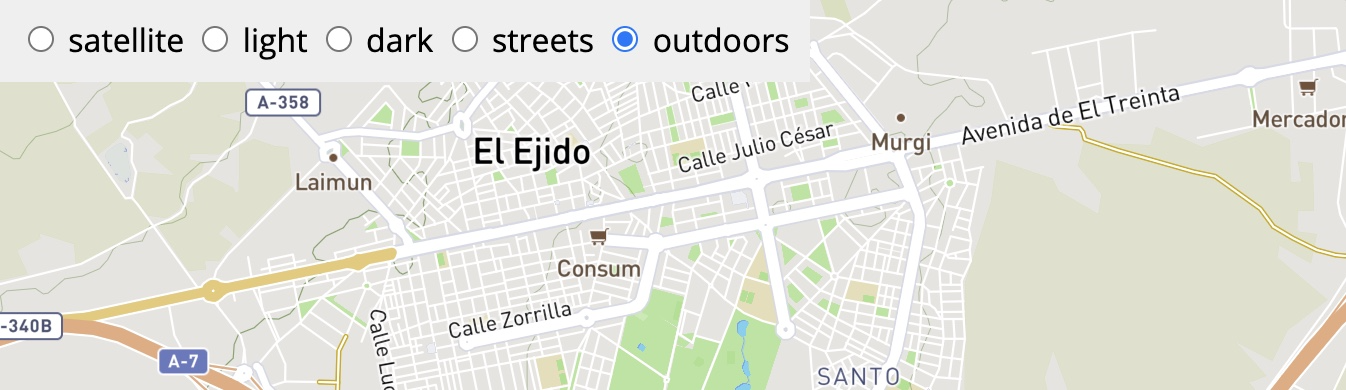 satellite light dark streets outdoors
A-358
Calle
El Ejido
Calle Julio César
Murgi
Avenida de El Treinta
Mercador
Laimun
Consum
-340B
Calle Zorrilla
Calle Luc
A-7
SANTO